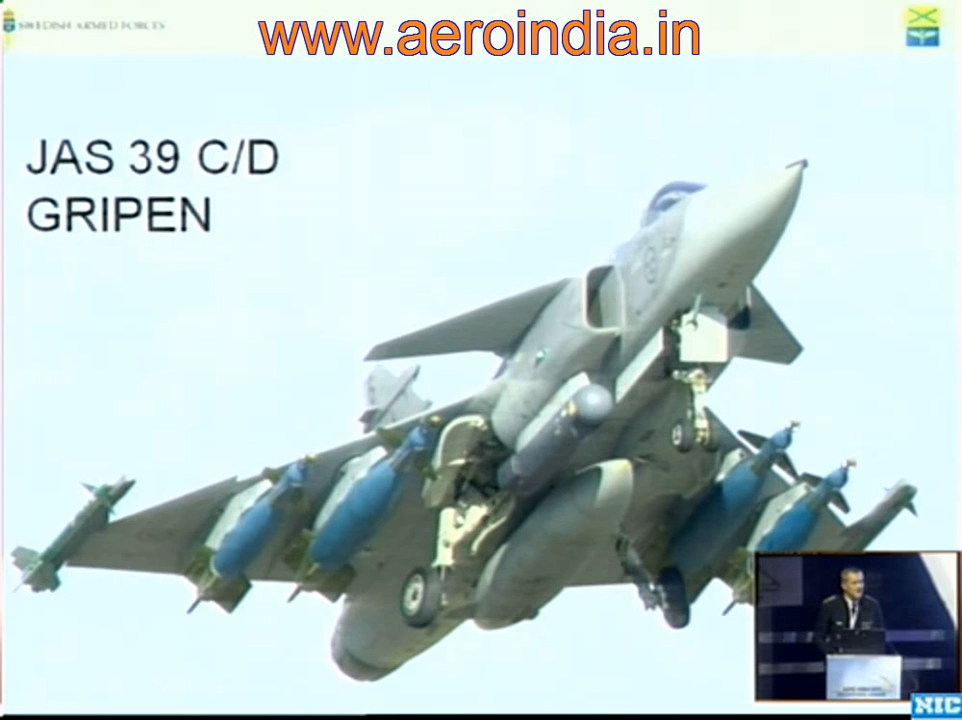 SWEDISH ARMED FORCES
www.aeroindia.in
JAS 39 C/D
GRIPEN
NIC